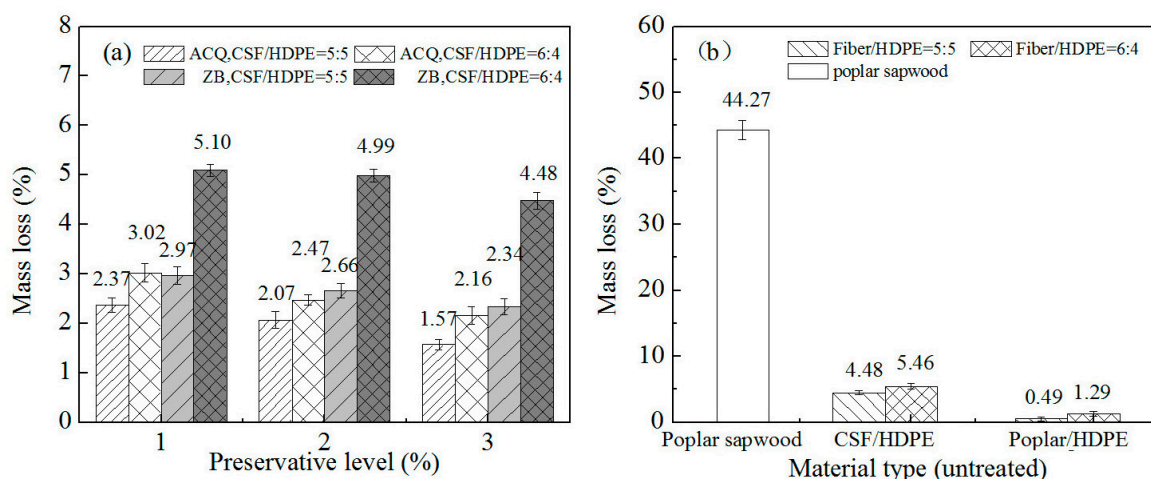 (a)
ACQ,CSF/HDPE=5:5
ACQ,CSF/HDPE=6:4
ZB,CSF/HDPE=5:5
ZB,CSF/HDPE=6:4
Mass loss (%)
8
7
6
5
4
3
2
1
0
2.37
3.02
2.97
5.10
2.07
2.47
2.66
4.99
1.57
2.16
2.34
4.48
1
2
3
Preservative level (%)
(b)
Fiber/HDPE=5:5
Fiber/HDPE=6:4
poplar sapwood
Mass loss (%)
60
50
40
30
20
10
0
44.27
4.48
5.46
0.49
1.29
Poplar sapwood
CSF/HDPE
Poplar/HDPE
Material type (untreated)